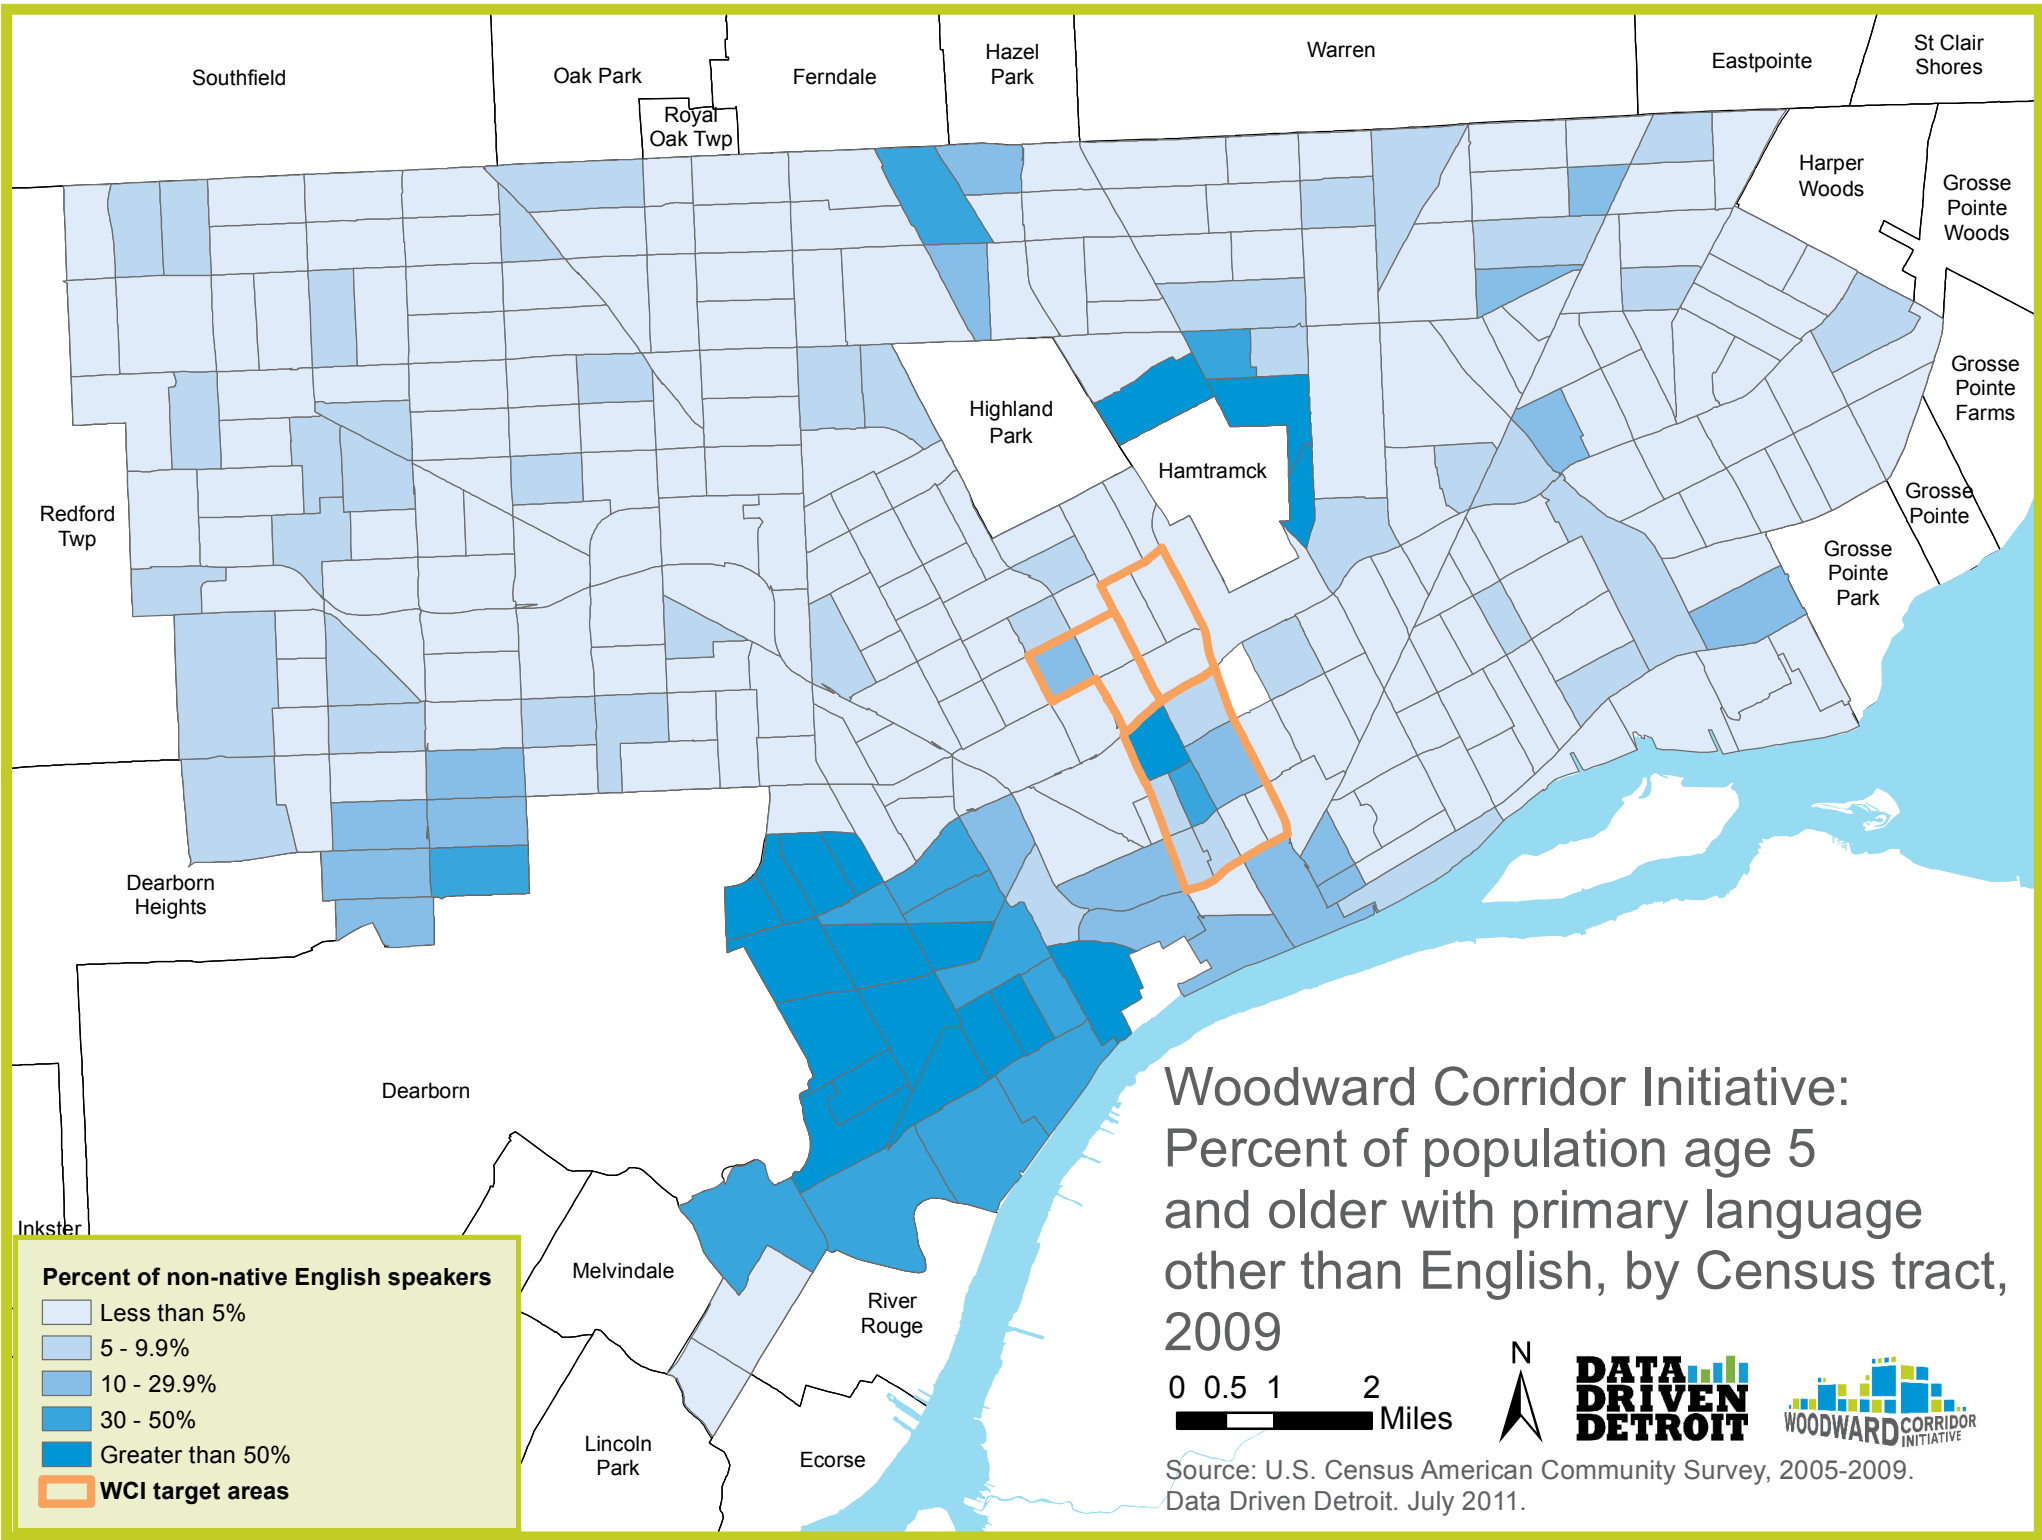 Southfield
Oak Park
Royal
Oak Twp
Ferndale
Hazel
Park
Warren
Eastpointe
St Clair
Shores
Harper
Woods
Grosse
Pointe
Woods
Grosse
Pointe
Farms
Highland
Park
Hamtramck
Redford
Twp
Grosse
Pointe
Grosse
Pointe
Park
Dearborn
Heights
Dearborn
Inkster
Melvindale
River
Rouge
Lincoln
Park
Ecorse
Woodward Corridor Initiative:
Percent of population age 5
and older with primary language
other than English, by Census tract,
2009
0 0.5 1 2
Miles
N
DATA
DRIVEN
DETROIT
WOODWARD CORRIDOR
INITIATIVE
Source: U.S. Census American Community Survey, 2005-2009.
Data Driven Detroit. July 2011.
Percent of non-native English speakers
Less than 5%
5 - 9.9%
10 - 29.9%
30 - 50%
Greater than 50%
WCI target areas